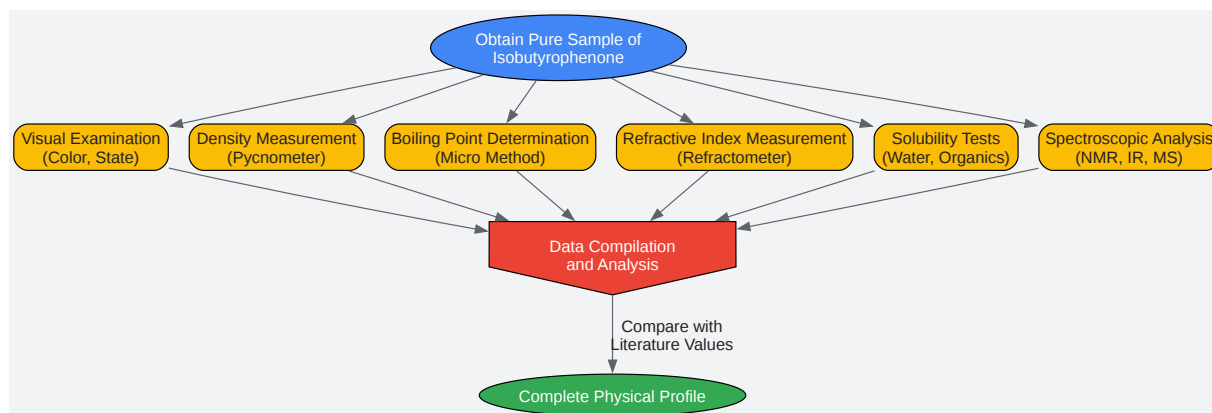 Obtain Pure Sample of
Isobutyrophenone
Visual Examination
(Color, State)
Density Measurement
(Pycnometer)
Boiling Point Determination
(Micro Method)
Refractive Index Measurement
(Refractometer)
Solubility Tests
(Water, Organics)
Spectroscopic Analysis
(NMR, IR, MS)
Data Compilation
and Analysis
Compare with
Literature Values
Complete Physical Profile